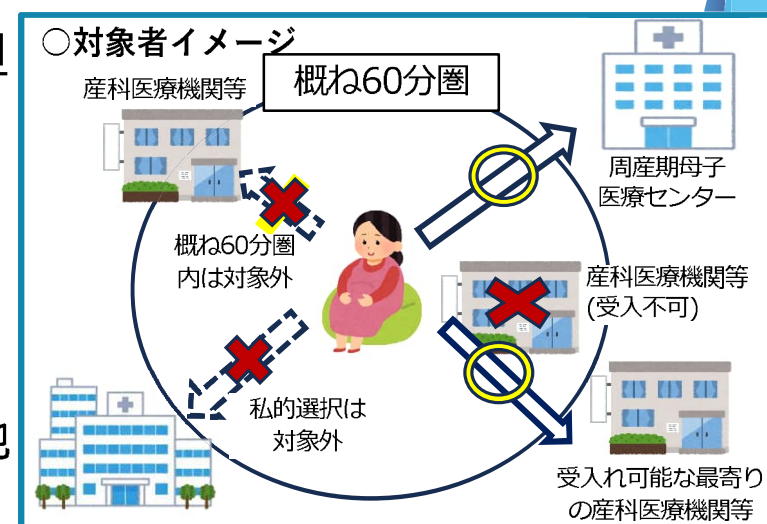 ○対象者イメージ
概ね60分圏
産科医療機関等
周産期母子
医療センター
概ね60分圏
内は対象外
産科医療機関等
(受入不可)
私的選択は
対象外
受入れ可能な最寄り
の産科医療機関等